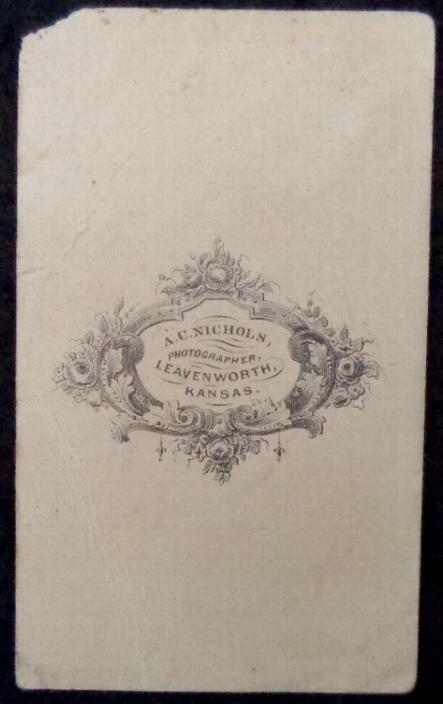 A.C. NICHOLS,
PHOTOGRAPHER,
LEAVENWORTH,
KANSAS.